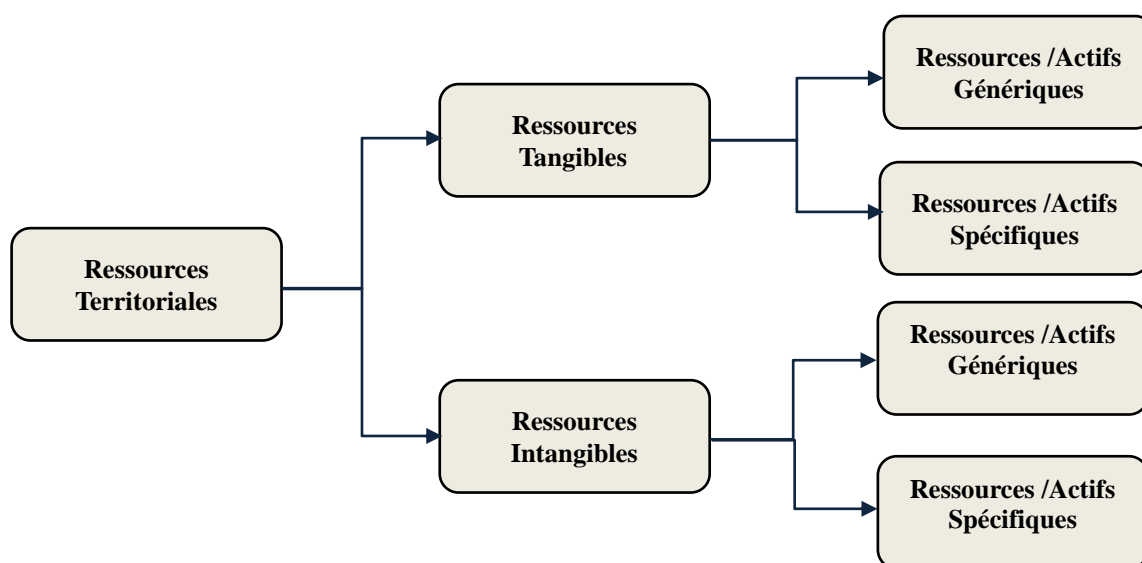 Ressources
Territoriales
Ressources
Tangibles
Ressources /Actifs
Génériques
Ressources /Actifs
Spécifiques
Ressources
Intangibles
Ressources /Actifs
Génériques
Ressources /Actifs
Spécifiques